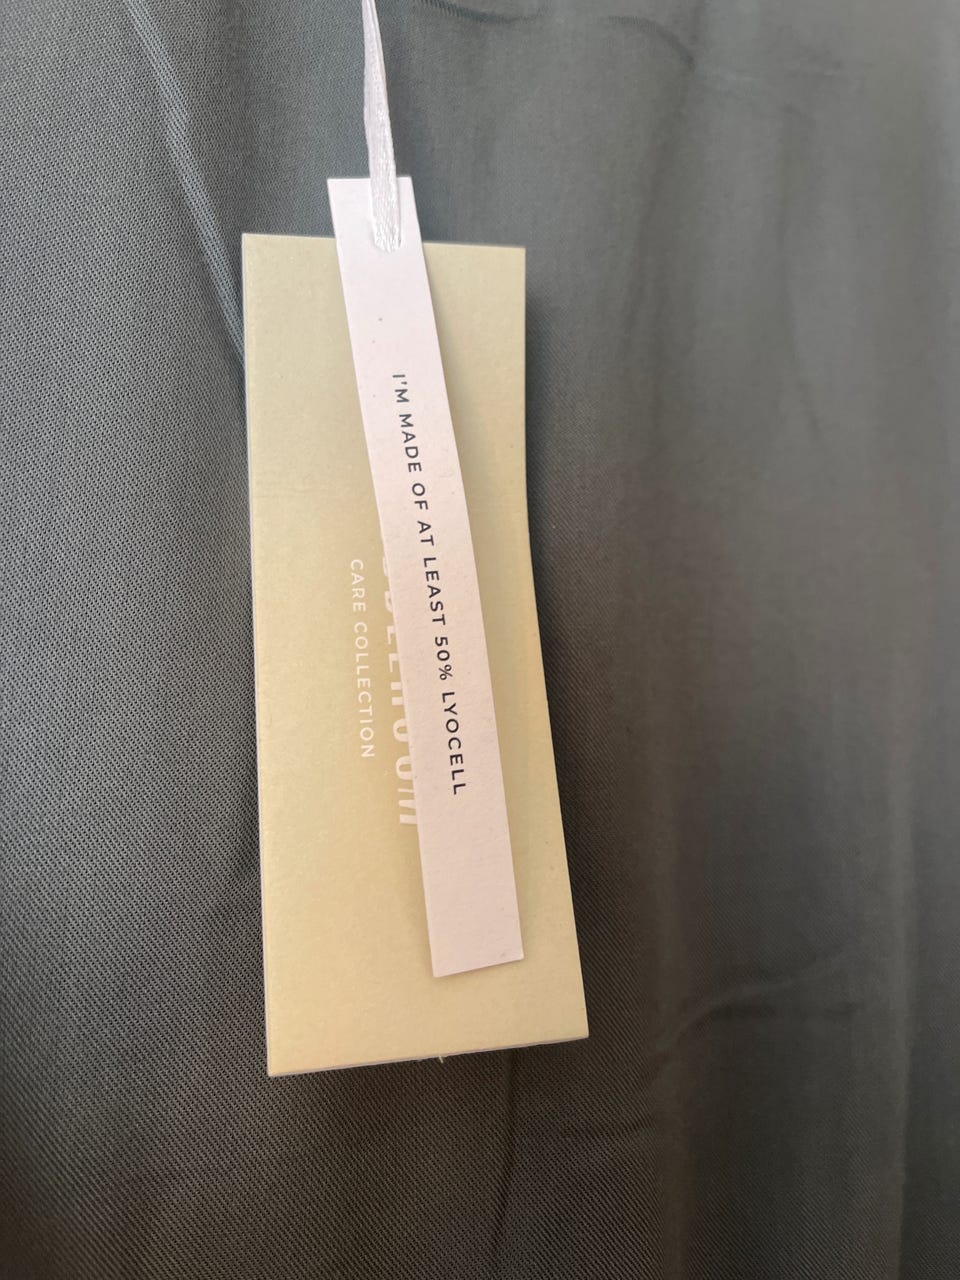 I'M MADE OF AT LEAST 50% LYOCELL
CARE COLLECTION